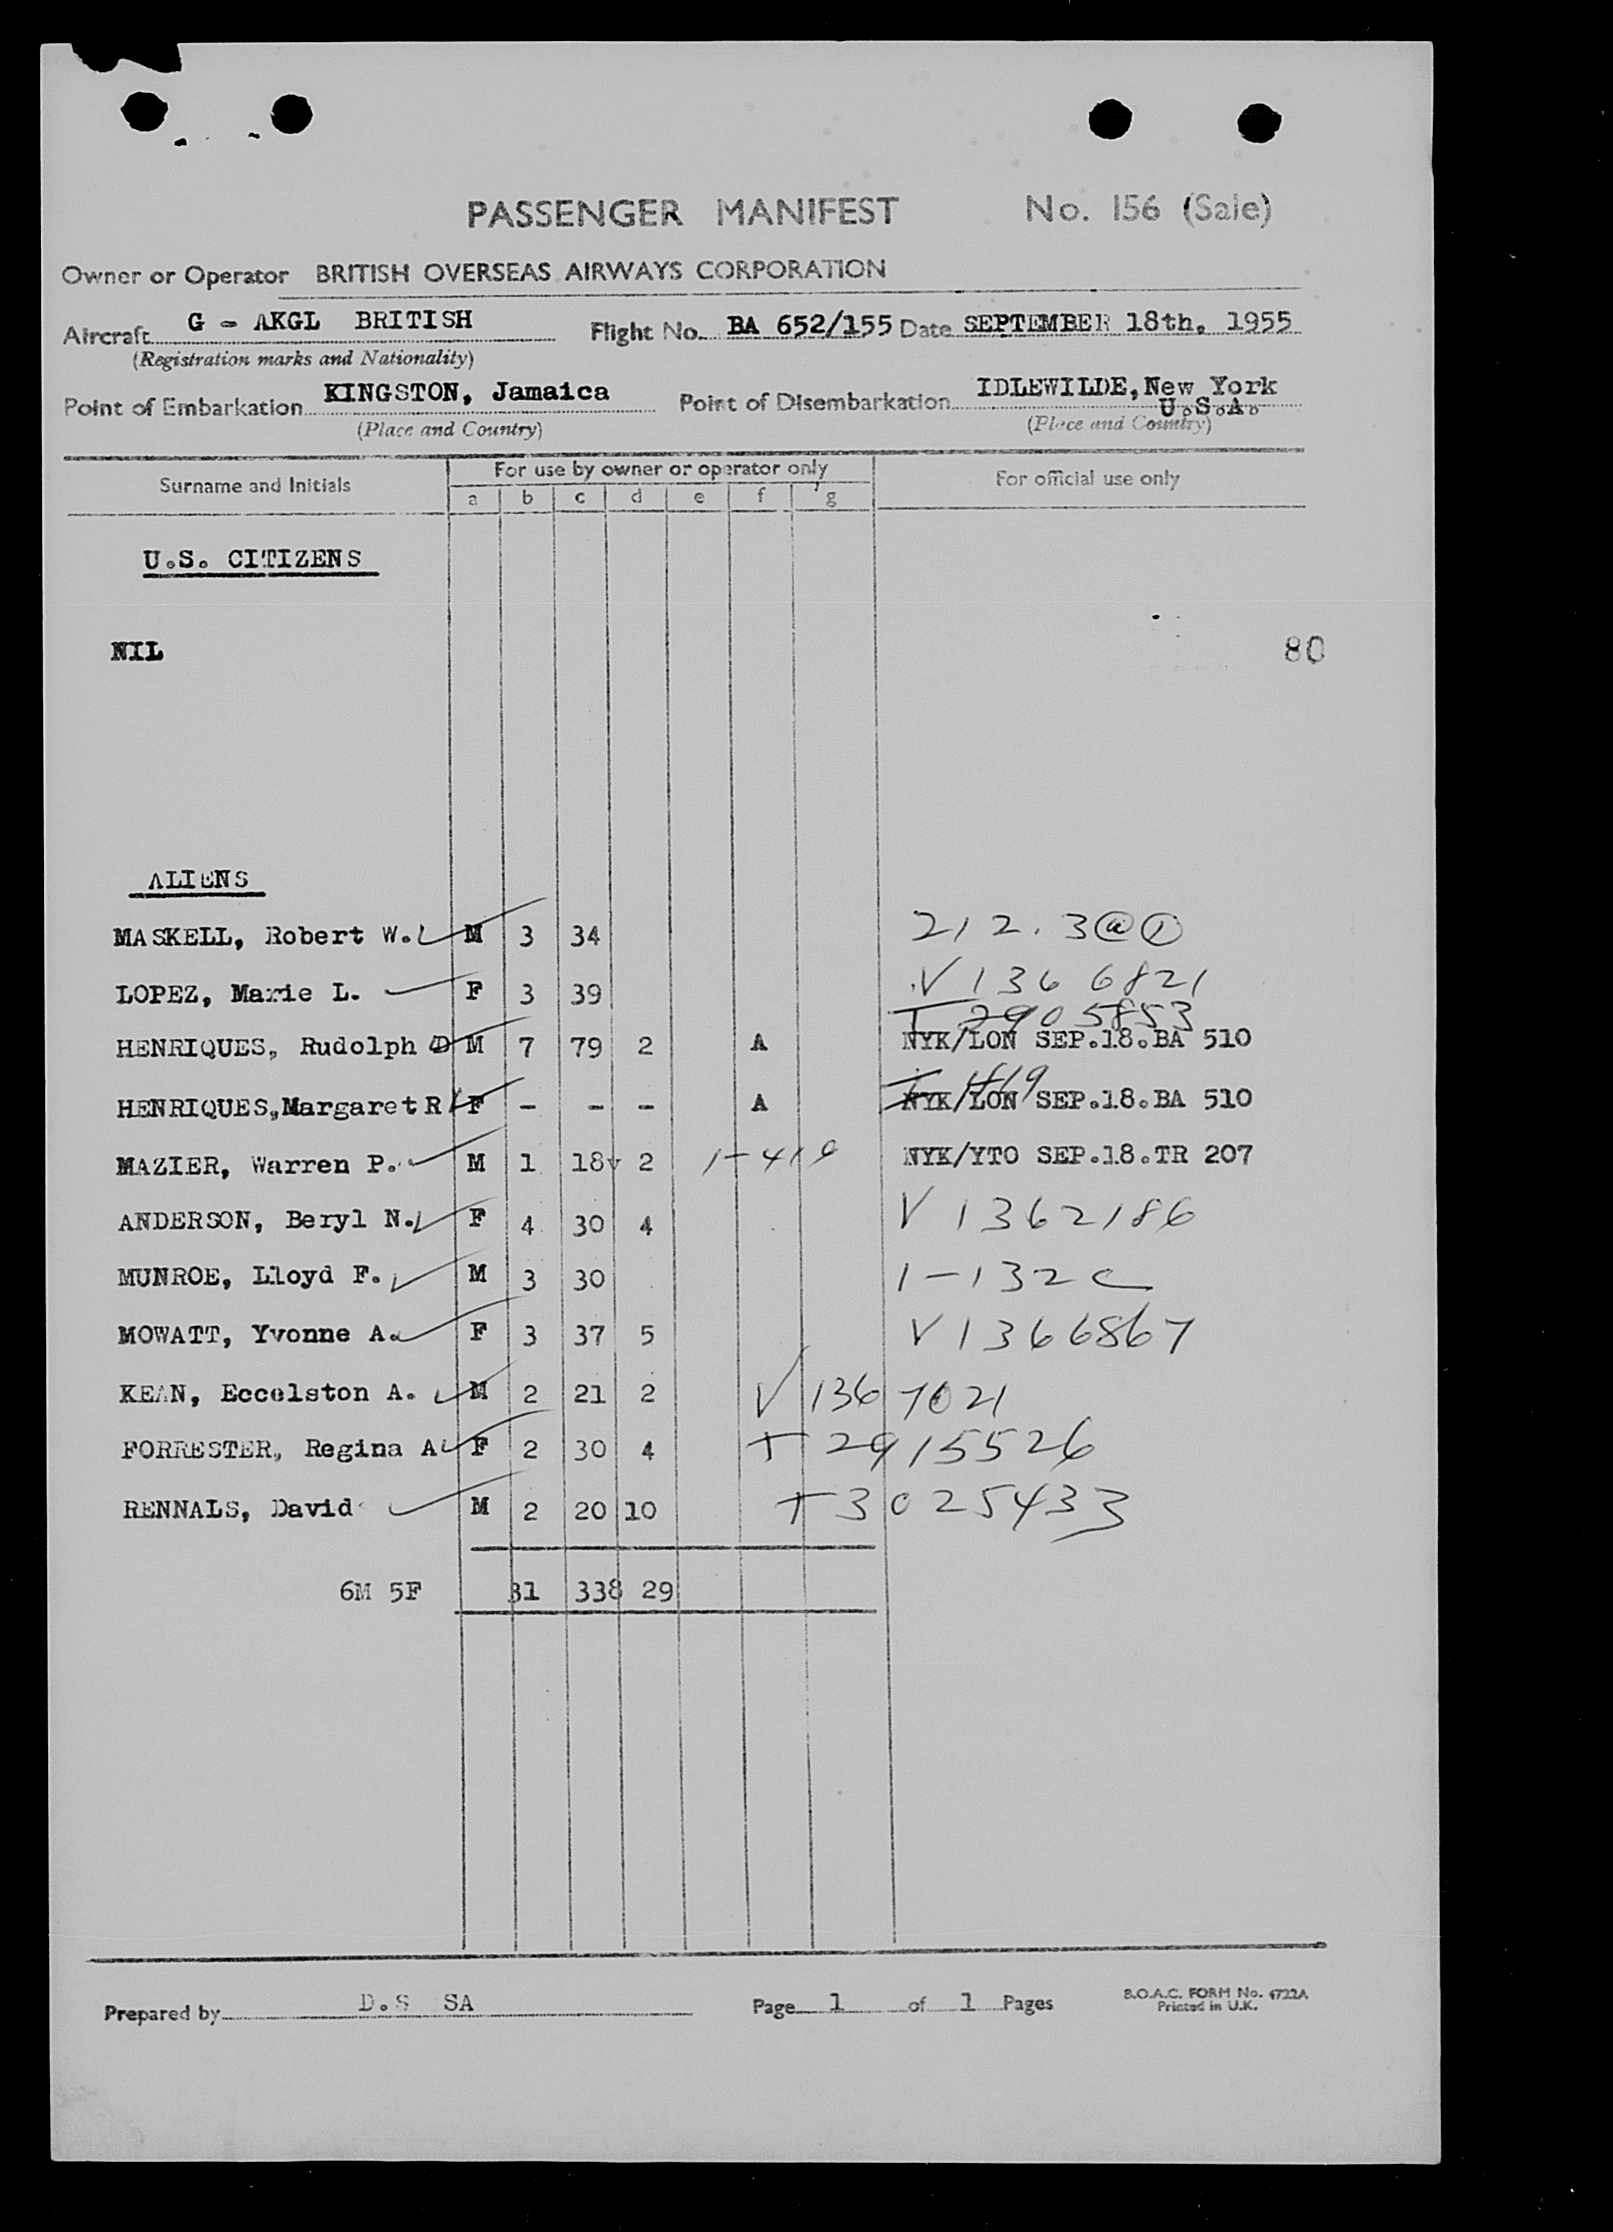 PASSENGER MANIFEST No. 156 (Sale)
Owner or Operator BRITISH OVERSEAS AIRWAYS CORPORATION
Aircraft G - AKGL BRITISH Flight No. BA 652/155 Date SEPTEMBER 18th, 1955
(Registration marks and Nationality)
Point of Embarkation KINGSTON, Jamaica Point of Disembarkation IDLEWILDE, New York
U.S.A.
(Place and Country) (Place and Country)
Surname and Initials For use by owner or operator only For official use only
a b c d e f g
U.S. CITIZENS
NIL 80
ALIENS
MASKELL, Robert W. M 3 34 212.3 (a) (1)
LOPEZ, Marie L. F 3 39 V 1366821
T 2905853
HENRIQUES, Rudolph D M 7 79 2 A NYK/LON SEP.18.BA 510
HENRIQUES,Margaret R F - - - A NYK/LON SEP.18.BA 510
MAZIER, Warren P. M 1 18 2 1-419 NYK/YTO SEP.18.TR 207
ANDERSON, Beryl N. F 4 30 4 V 1362186
MUNROE, Lloyd F. M 3 30 1-132 c
MOWATT, Yvonne A. F 3 37 5 V 1366867
KEAN, Eccelston A. M 2 21 2 V 1367021
FORRESTER, Regina A F 2 30 4 T 2915526
RENNALS, David M 2 20 10 T 3025433
6M 5F 31 338 29
Prepared by D.S SA Page 1 of 1 Pages B.O.A.C. FORM No. 4722A
Printed in U.K.